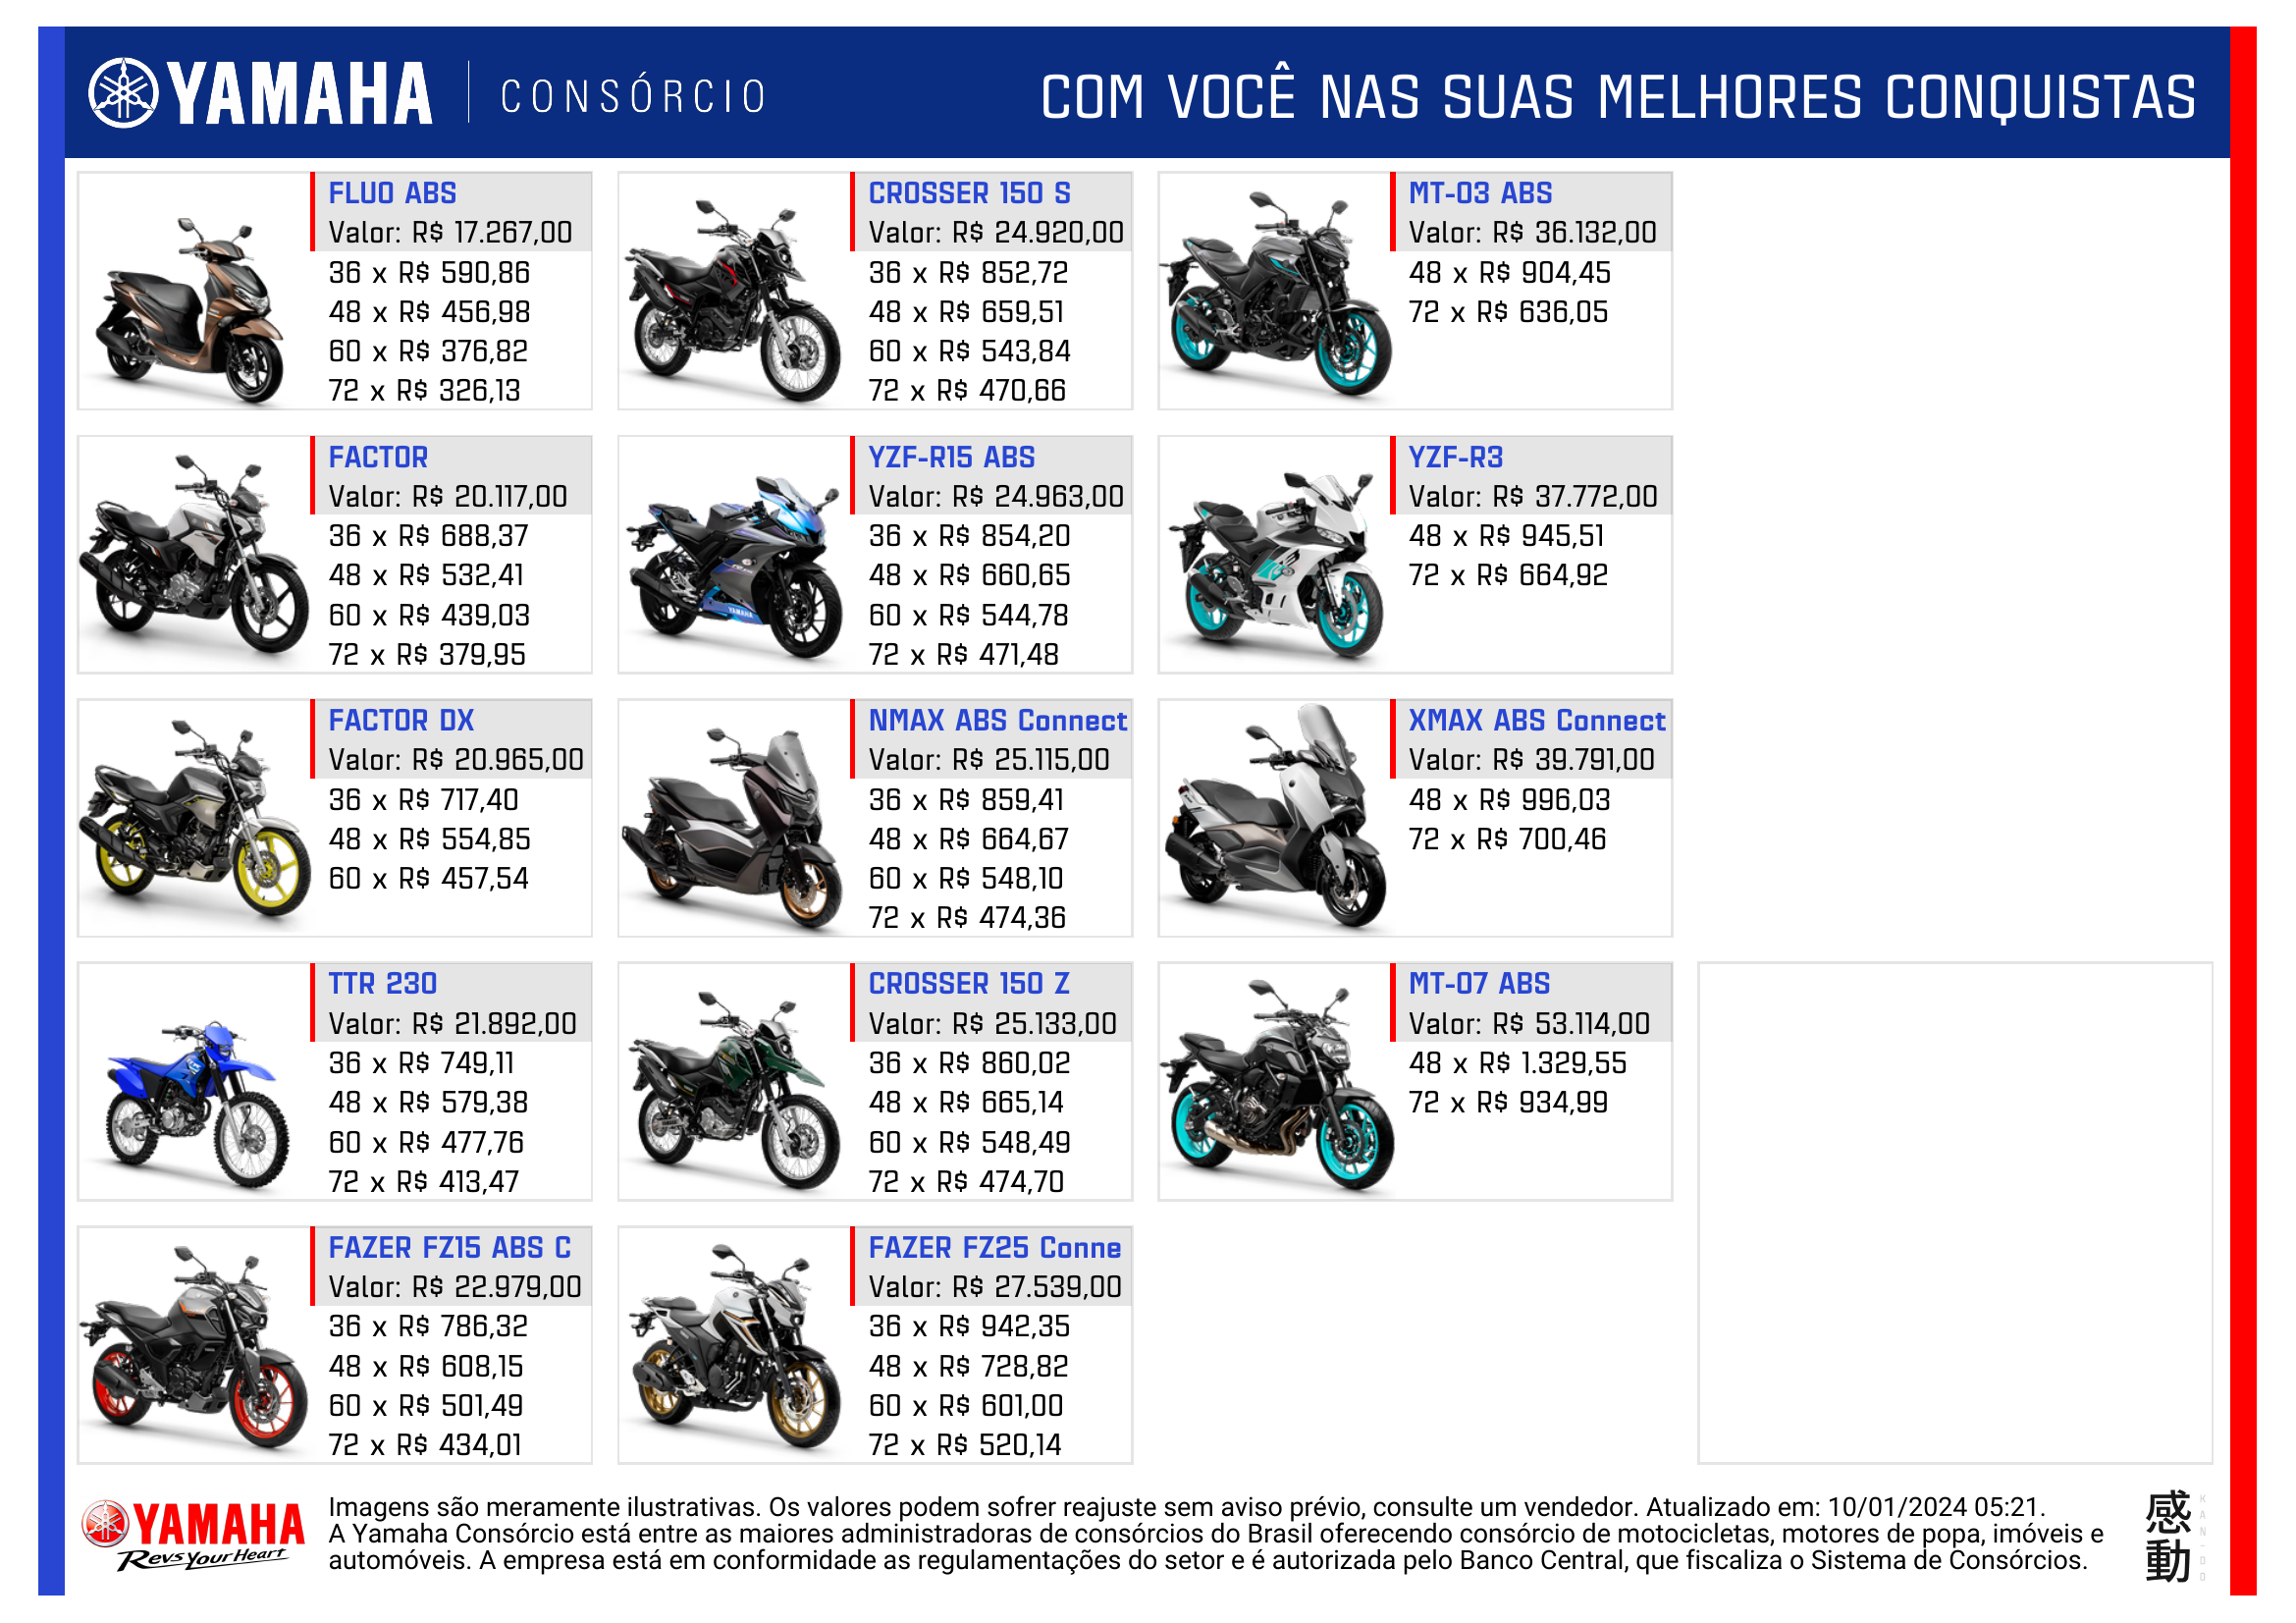 YAMAHA CONSÓRCIO
COM VOCÊ NAS SUAS MELHORES CONQUISTAS
FLUO ABS
Valor: R$ 17.267,00
36 x R$ 590,86
48 x R$ 456,98
60 x R$ 376,82
72 x R$ 326,13
CROSSER 150 S
Valor: R$ 24.920,00
36 x R$ 852,72
48 x R$ 659,51
60 x R$ 543,84
72 x R$ 470,66
MT-03 ABS
Valor: R$ 36.132,00
48 x R$ 904,45
72 x R$ 636,05
FACTOR
Valor: R$ 20.117,00
36 x R$ 688,37
48 x R$ 532,41
60 x R$ 439,03
72 x R$ 379,95
YZF-R15 ABS
Valor: R$ 24.963,00
36 x R$ 854,20
48 x R$ 660,65
60 x R$ 544,78
72 x R$ 471,48
YAMAHA
YZF-R3
Valor: R$ 37.772,00
48 x R$ 945,51
72 x R$ 664,92
FACTOR DX
Valor: R$ 20.965,00
36 x R$ 717,40
48 x R$ 554,85
60 x R$ 457,54
NMAX ABS Connect
Valor: R$ 25.115,00
36 x R$ 859,41
48 x R$ 664,67
60 x R$ 548,10
72 x R$ 474,36
XMAX ABS Connect
Valor: R$ 39.791,00
48 x R$ 996,03
72 x R$ 700,46
TTR 230
Valor: R$ 21.892,00
36 x R$ 749,11
48 x R$ 579,38
60 x R$ 477,76
72 x R$ 413,47
CROSSER 150 Z
Valor: R$ 25.133,00
36 x R$ 860,02
48 x R$ 665,14
60 x R$ 548,49
72 x R$ 474,70
MT-07 ABS
Valor: R$ 53.114,00
48 x R$ 1.329,55
72 x R$ 934,99
FAZER FZ15 ABS C
Valor: R$ 22.979,00
36 x R$ 786,32
48 x R$ 608,15
60 x R$ 501,49
72 x R$ 434,01
FAZER FZ25 Conne
Valor: R$ 27.539,00
36 x R$ 942,35
48 x R$ 728,82
60 x R$ 601,00
72 x R$ 520,14
YAMAHA
Revs Your Heart
Imagens são meramente ilustrativas. Os valores podem sofrer reajuste sem aviso prévio, consulte um vendedor. Atualizado em: 10/01/2024 05:21.
A Yamaha Consórcio está entre as maiores administradoras de consórcios do Brasil oferecendo consórcio de motocicletas, motores de popa, imóveis e
automóveis. A empresa está em conformidade as regulamentações do setor e é autorizada pelo Banco Central, que fiscaliza o Sistema de Consórcios.
感動
KAN-DO